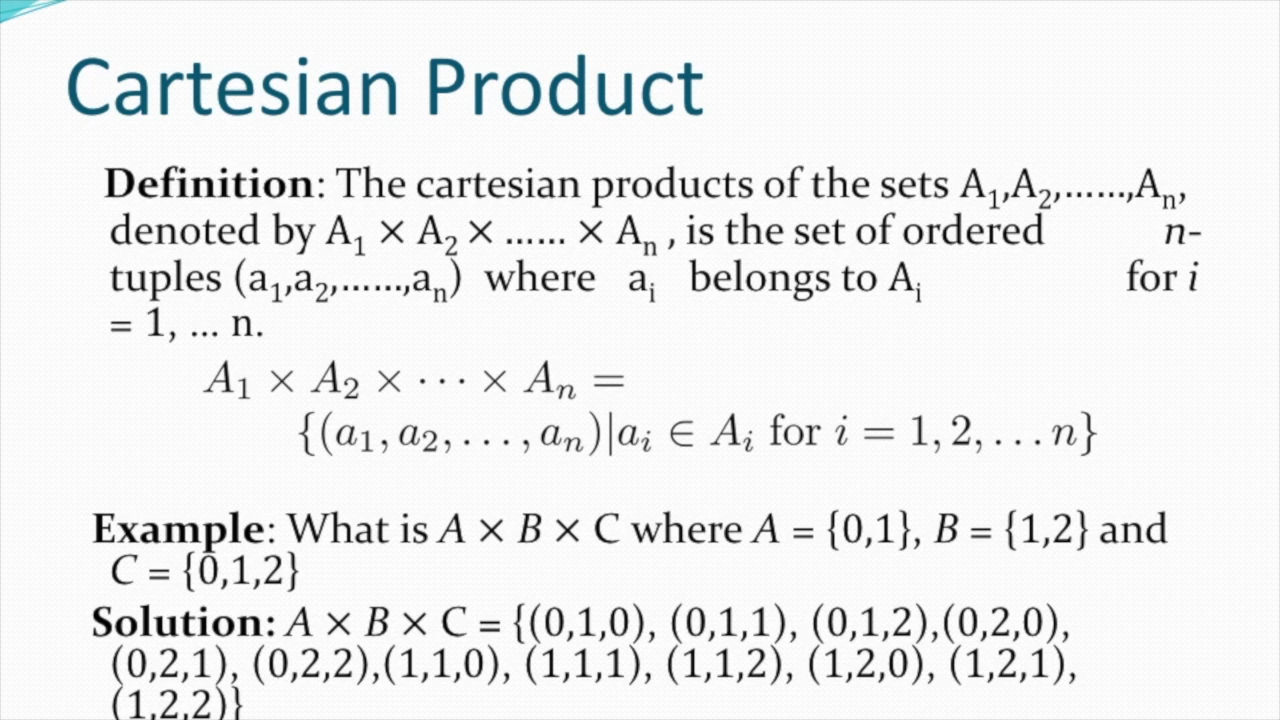 Cartesian Product
Definition: The cartesian products of the sets A₁,A₂,……,Aₙ,
denoted by A₁ × A₂ × …… × Aₙ , is the set of ordered n-
tuples (a₁,a₂,……,aₙ) where aᵢ belongs to Aᵢ for i
= 1, … n.
A₁ × A₂ × ⋯ × Aₙ =
{(a₁, a₂, . . . , aₙ)|aᵢ ∈ Aᵢ for i = 1, 2, . . . n}
Example: What is A × B × C where A = {0,1}, B = {1,2} and
C = {0,1,2}
Solution: A × B × C = {(0,1,0), (0,1,1), (0,1,2),(0,2,0),
(0,2,1), (0,2,2),(1,1,0), (1,1,1), (1,1,2), (1,2,0), (1,2,1),
(1,2,2)}